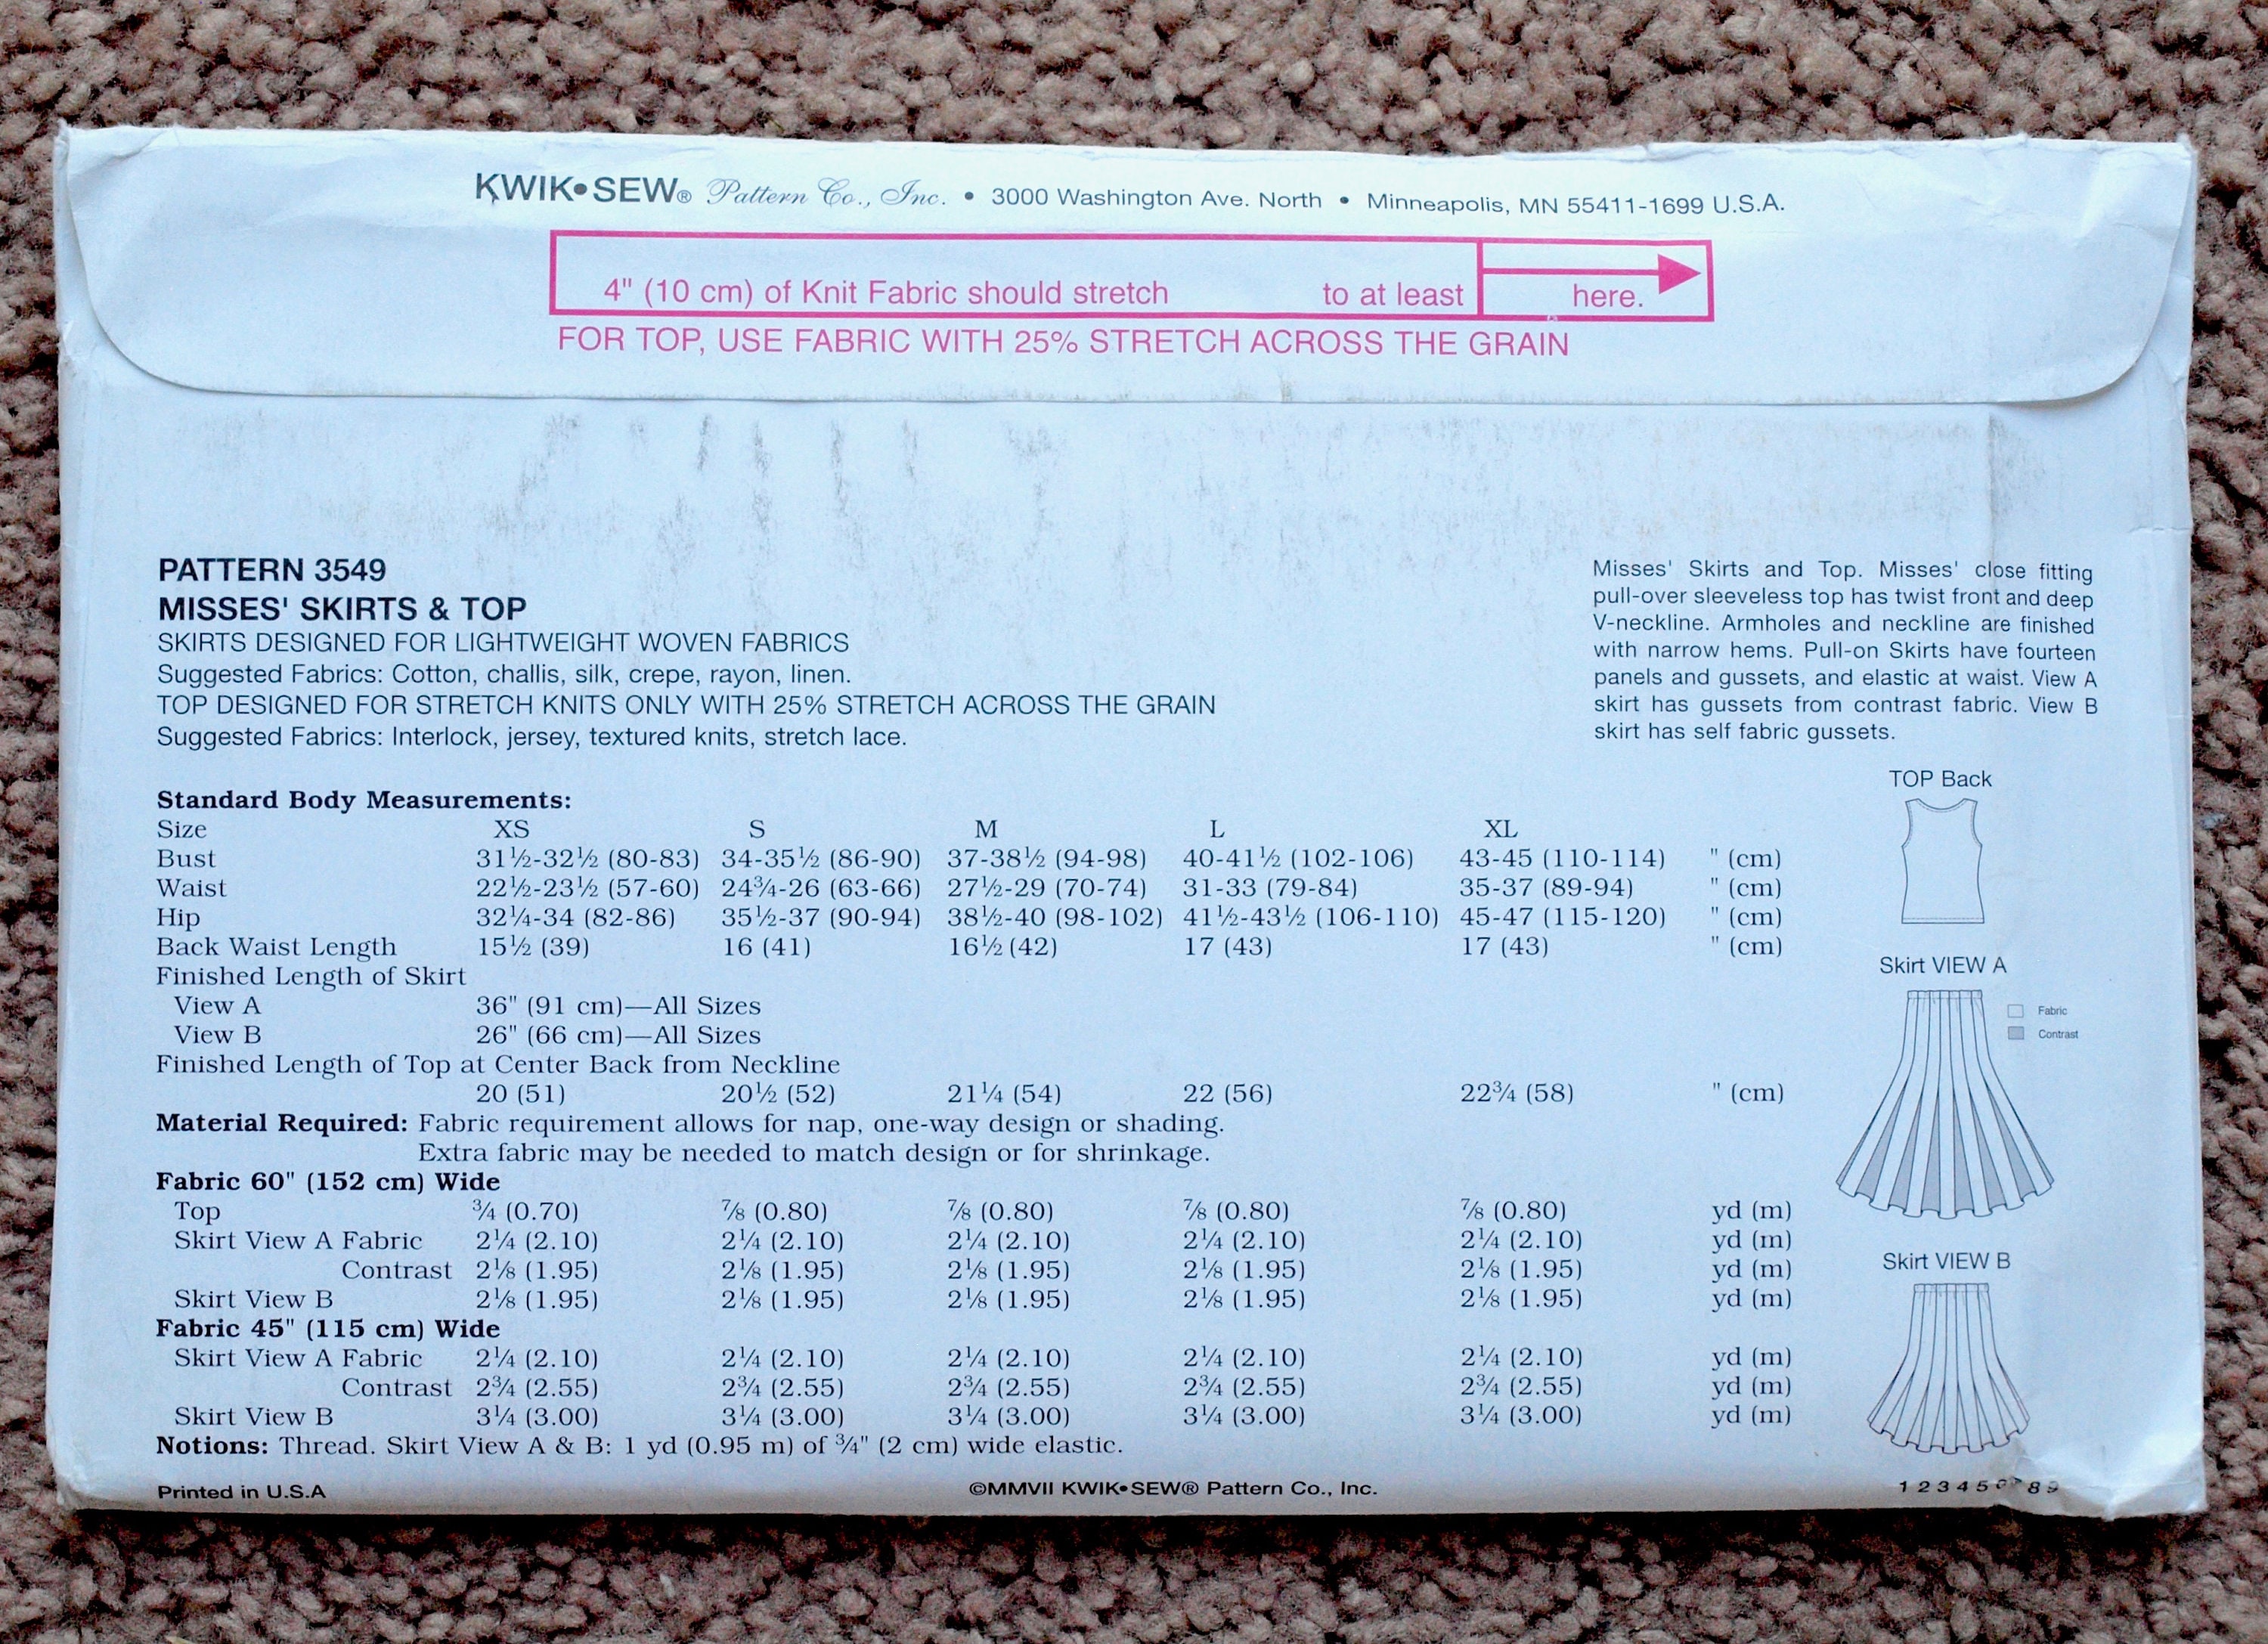 KWIK•SEW® Pattern Co., Inc. • 3000 Washington Ave. North • Minneapolis, MN 55411-1699 U.S.A.
4" (10 cm) of Knit Fabric should stretch to at least here.
FOR TOP, USE FABRIC WITH 25% STRETCH ACROSS THE GRAIN
PATTERN 3549
MISSES' SKIRTS & TOP
SKIRTS DESIGNED FOR LIGHTWEIGHT WOVEN FABRICS
Suggested Fabrics: Cotton, challis, silk, crepe, rayon, linen.
TOP DESIGNED FOR STRETCH KNITS ONLY WITH 25% STRETCH ACROSS THE GRAIN
Suggested Fabrics: Interlock, jersey, textured knits, stretch lace.
Misses' Skirts and Top. Misses' close fitting
pull-over sleeveless top has twist front and deep
V-neckline. Armholes and neckline are finished
with narrow hems. Pull-on Skirts have fourteen
panels and gussets, and elastic at waist. View A
skirt has gussets from contrast fabric. View B
skirt has self fabric gussets.
Standard Body Measurements:
Size XS S M L XL
Bust 31½-32½ (80-83) 34-35½ (86-90) 37-38½ (94-98) 40-41½ (102-106) 43-45 (110-114) " (cm)
Waist 22½-23½ (57-60) 24¾-26 (63-66) 27½-29 (70-74) 31-33 (79-84) 35-37 (89-94) " (cm)
Hip 32¼-34 (82-86) 35½-37 (90-94) 38½-40 (98-102) 41½-43½ (106-110) 45-47 (115-120) " (cm)
Back Waist Length 15½ (39) 16 (41) 16½ (42) 17 (43) 17 (43) " (cm)
Finished Length of Skirt
View A 36" (91 cm)—All Sizes
View B 26" (66 cm)—All Sizes
Finished Length of Top at Center Back from Neckline
20 (51) 20½ (52) 21¼ (54) 22 (56) 22¾ (58) " (cm)
Material Required: Fabric requirement allows for nap, one-way design or shading.
Extra fabric may be needed to match design or for shrinkage.
Fabric 60" (152 cm) Wide
Top ¾ (0.70) ⅞ (0.80) ⅞ (0.80) ⅞ (0.80) ⅞ (0.80) yd (m)
Skirt View A Fabric 2¼ (2.10) 2¼ (2.10) 2¼ (2.10) 2¼ (2.10) 2¼ (2.10) yd (m)
Contrast 2⅛ (1.95) 2⅛ (1.95) 2⅛ (1.95) 2⅛ (1.95) 2⅛ (1.95) yd (m)
Skirt View B 2⅛ (1.95) 2⅛ (1.95) 2⅛ (1.95) 2⅛ (1.95) 2⅛ (1.95) yd (m)
Fabric 45" (115 cm) Wide
Skirt View A Fabric 2¼ (2.10) 2¼ (2.10) 2¼ (2.10) 2¼ (2.10) 2¼ (2.10) yd (m)
Contrast 2¾ (2.55) 2¾ (2.55) 2¾ (2.55) 2¾ (2.55) 2¾ (2.55) yd (m)
Skirt View B 3¼ (3.00) 3¼ (3.00) 3¼ (3.00) 3¼ (3.00) 3¼ (3.00) yd (m)
Notions: Thread. Skirt View A & B: 1 yd (0.95 m) of ¾" (2 cm) wide elastic.
TOP Back
Skirt VIEW A
Fabric
Contrast
Skirt VIEW B
Printed in U.S.A
©MMVII KWIK•SEW® Pattern Co., Inc.
1 2 3 4 5 8 9